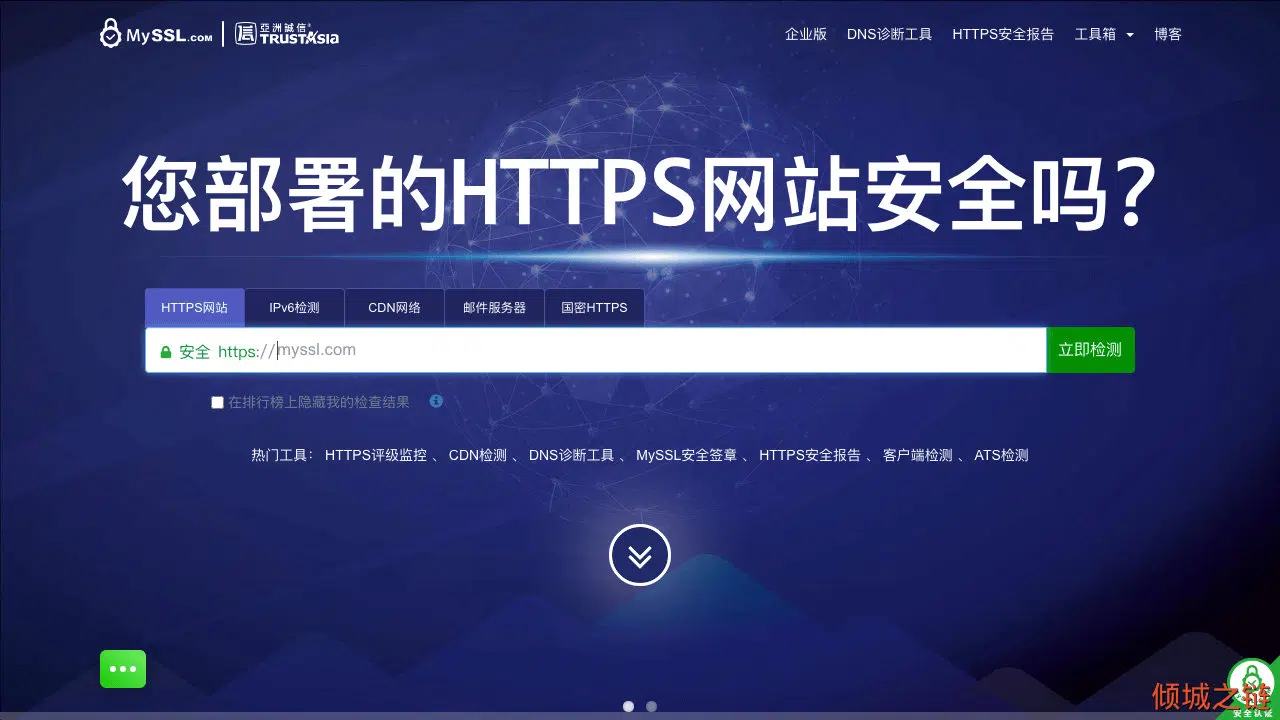 MySSL.com | 亞洲誠信® TRUSTAsia
企业版 DNS诊断工具 HTTPS安全报告 工具箱 博客
您部署的HTTPS网站安全吗?
HTTPS网站 IPv6检测 CDN网络 邮件服务器 国密HTTPS
安全 https://myssl.com 立即检测
在排行榜上隐藏我的检查结果
热门工具: HTTPS评级监控 、 CDN检测 、 DNS诊断工具 、 MySSL安全签章 、 HTTPS安全报告 、 客户端检测 、 ATS检测
倾城之链
安全认证